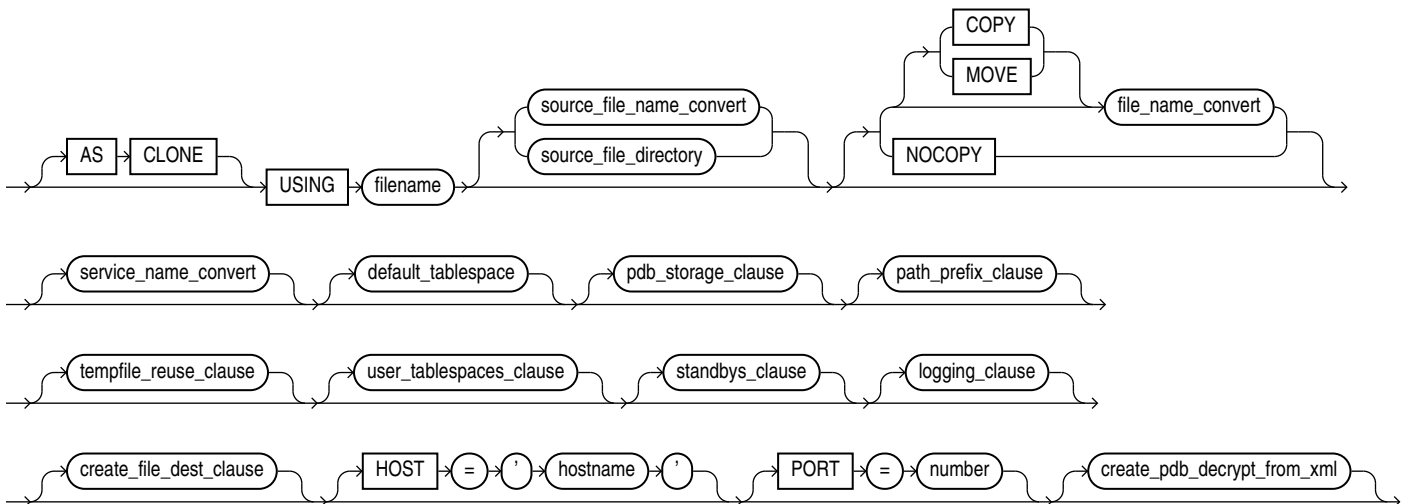 COPY
MOVE
source_file_name_convert file_name_convert
AS CLONE source_file_directory NOCOPY
USING filename
service_name_convert default_tablespace pdb_storage_clause path_prefix_clause
tempfile_reuse_clause user_tablespaces_clause standbys_clause logging_clause
create_file_dest_clause HOST = ' hostname ' PORT = number create_pdb_decrypt_from_xml